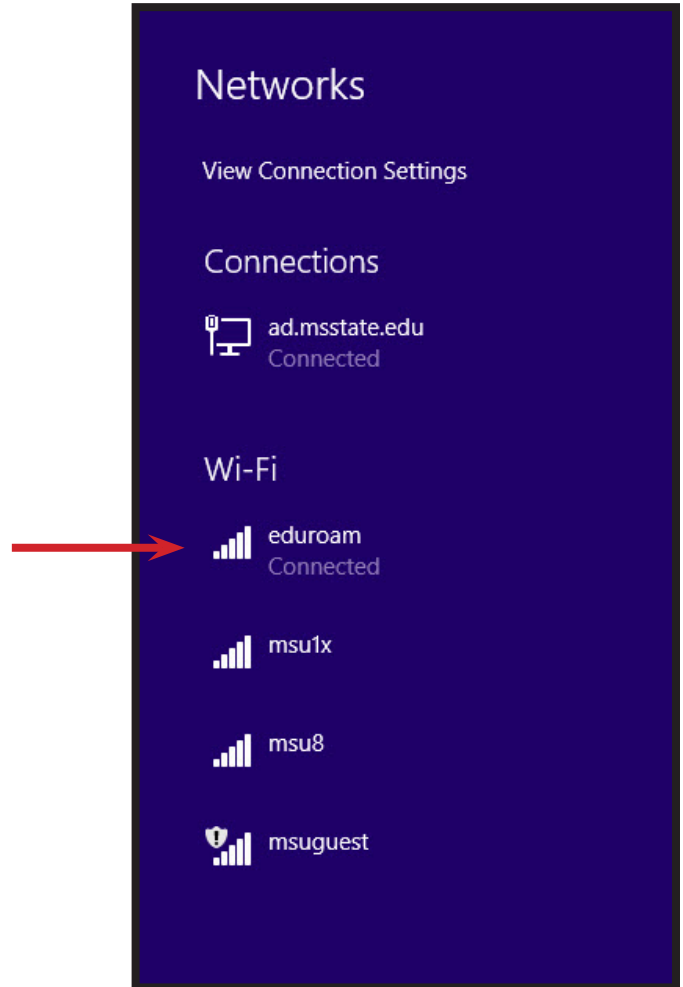 Networks
View Connection Settings
Connections
ad.msstate.edu
Connected
Wi-Fi
eduroam
Connected
msu1x
msu8
msuguest